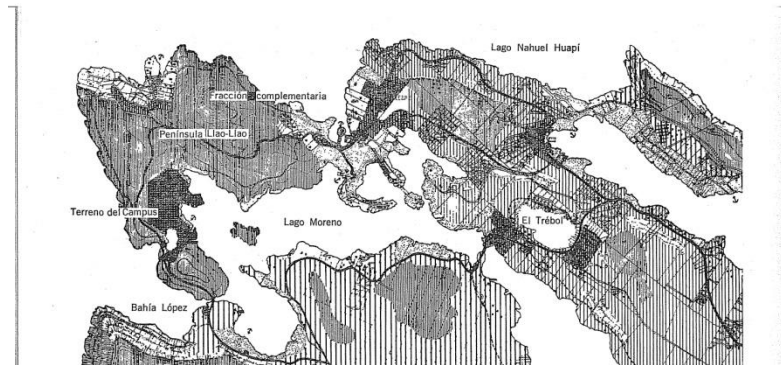 Lago Nahuel Huapí
Fracción complementaria
Península Llao-Llao
Terreno del Campus
Lago Moreno
El Trébol
Bahía López